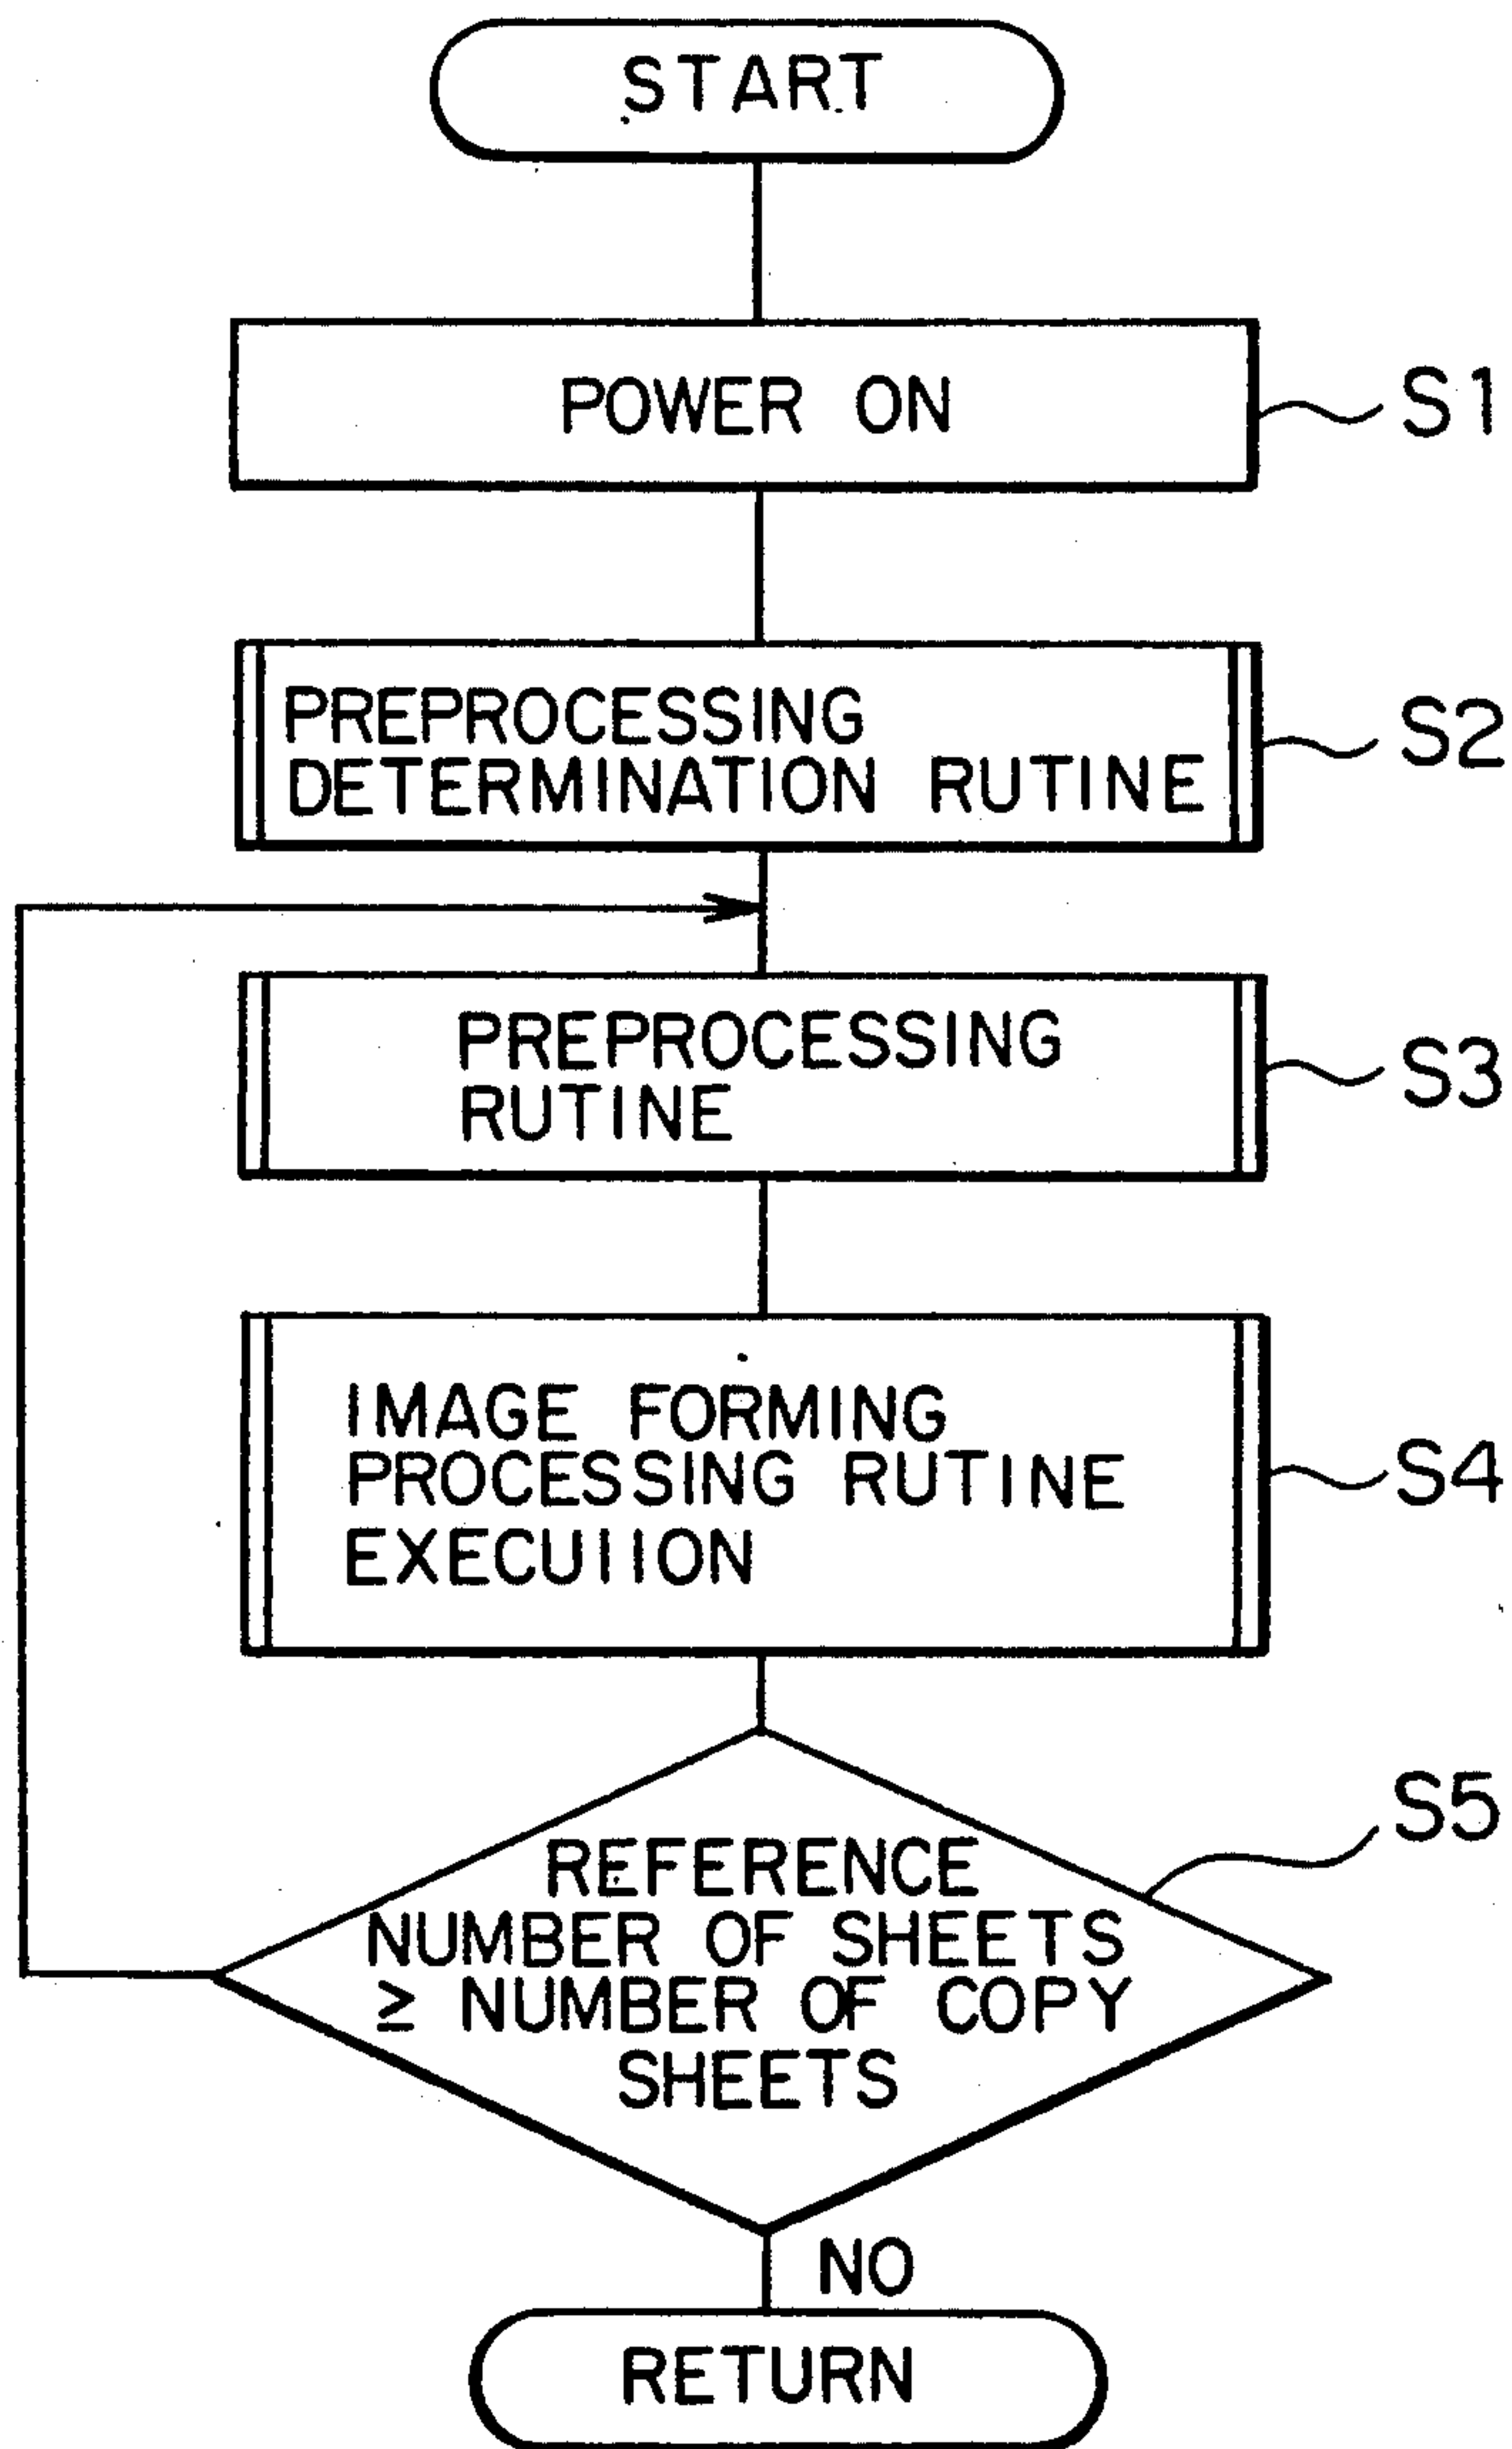 START
POWER ON
S1
PREPROCESSING
DETERMINATION RUTINE
S2
PREPROCESSING
RUTINE
S3
IMAGE FORMING
PROCESSING RUTINE
EXECUIION
S4
S5
REFERENCE
NUMBER OF SHEETS
≥ NUMBER OF COPY
SHEETS
NO
RETURN